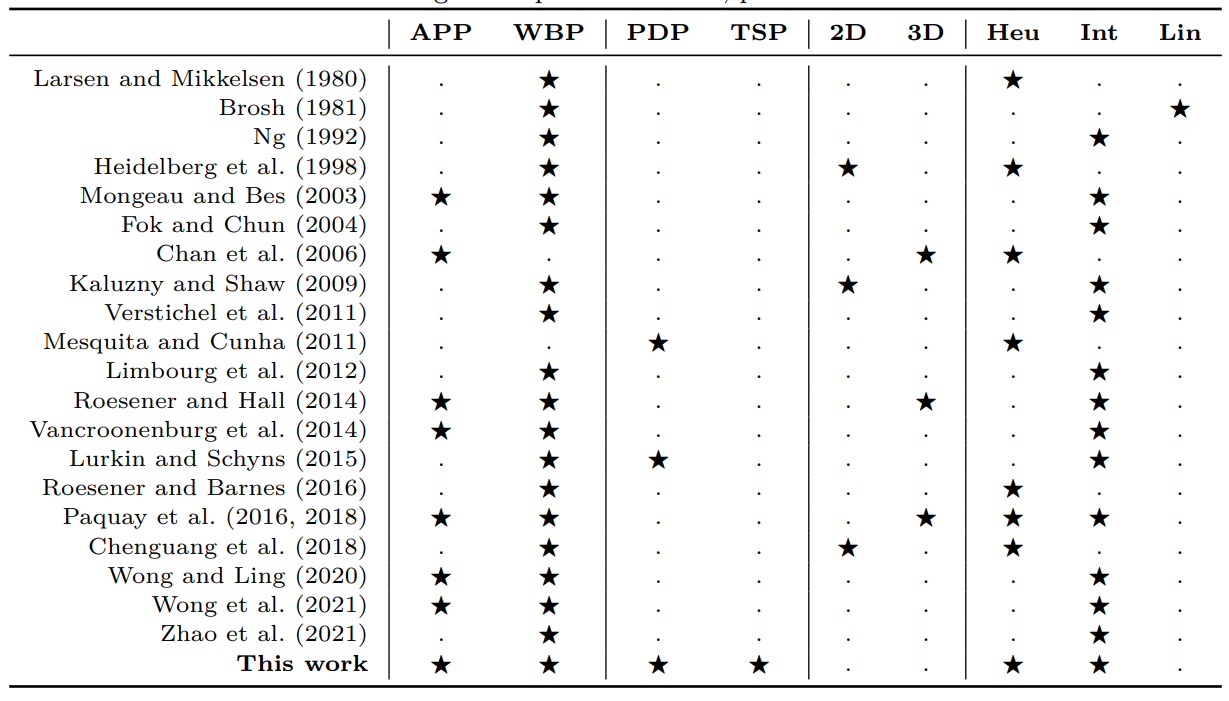 APP WBP PDP TSP 2D 3D Heu Int Lin
Larsen and Mikkelsen (1980) . ★ . . . . ★ . .
Brosh (1981) . ★ . . . . . . ★
Ng (1992) . ★ . . . . . ★ .
Heidelberg et al. (1998) . ★ . . ★ . ★ . .
Mongeau and Bes (2003) ★ ★ . . . . . ★ .
Fok and Chun (2004) . ★ . . . . . ★ .
Chan et al. (2006) ★ . . . . ★ ★ . .
Kaluzny and Shaw (2009) . ★ . . ★ . . ★ .
Verstichel et al. (2011) . ★ . . . . . ★ .
Mesquita and Cunha (2011) . . ★ . . . ★ . .
Limbourg et al. (2012) . ★ . . . . . ★ .
Roesener and Hall (2014) ★ ★ . . . ★ . ★ .
Vancroonenburg et al. (2014) ★ ★ . . . . . ★ .
Lurkin and Schyns (2015) . ★ ★ . . . . ★ .
Roesener and Barnes (2016) . ★ . . . . ★ . .
Paquay et al. (2016, 2018) ★ ★ . . . ★ ★ ★ .
Chenguang et al. (2018) . ★ . . ★ . ★ . .
Wong and Ling (2020) ★ ★ . . . . . ★ .
Wong et al. (2021) ★ ★ . . . . . ★ .
Zhao et al. (2021) . ★ . . . . . ★ .
This work ★ ★ ★ ★ . . ★ ★ .